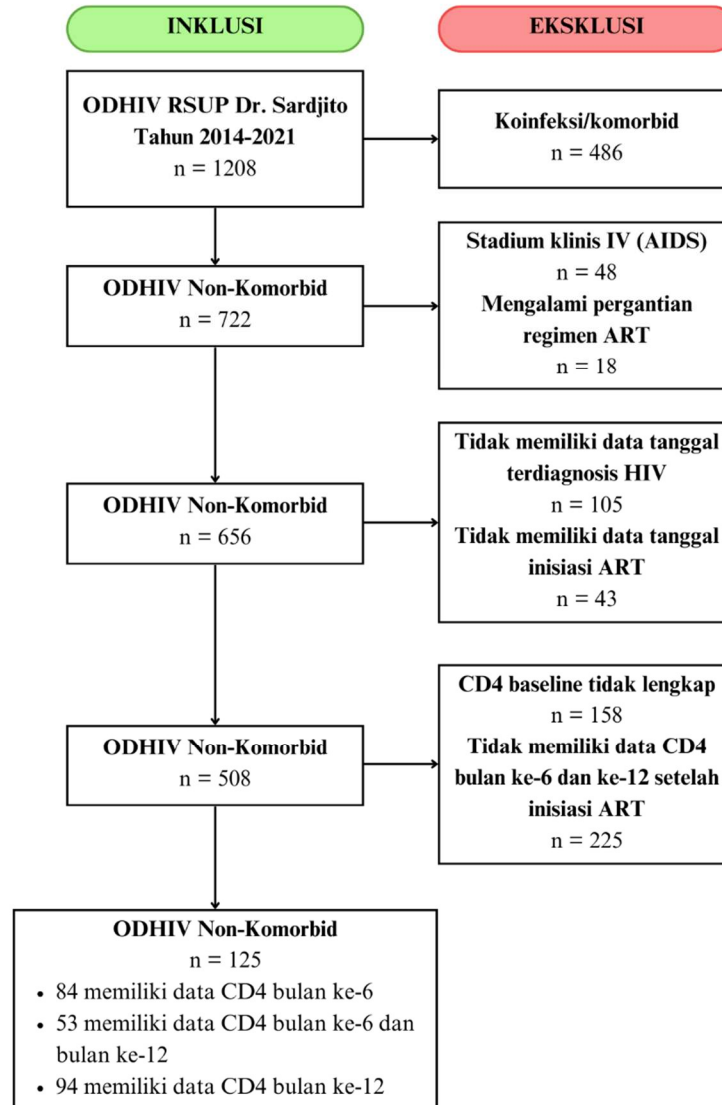 INKLUSI
EKSKLUSI
ODHIV RSUP Dr. Sardjito
Tahun 2014-2021
n = 1208
Koinfeksi/komorbid
n = 486
ODHIV Non-Komorbid
n = 722
Stadium klinis IV (AIDS)
n = 48
Mengalami pergantian
regimen ART
n = 18
ODHIV Non-Komorbid
n = 656
Tidak memiliki data tanggal
terdiagnosis HIV
n = 105
Tidak memiliki data tanggal
inisiasi ART
n = 43
ODHIV Non-Komorbid
n = 508
CD4 baseline tidak lengkap
n = 158
Tidak memiliki data CD4
bulan ke-6 dan ke-12 setelah
inisiasi ART
n = 225
ODHIV Non-Komorbid
n = 125
• 84 memiliki data CD4 bulan ke-6
• 53 memiliki data CD4 bulan ke-6 dan
bulan ke-12
• 94 memiliki data CD4 bulan ke-12